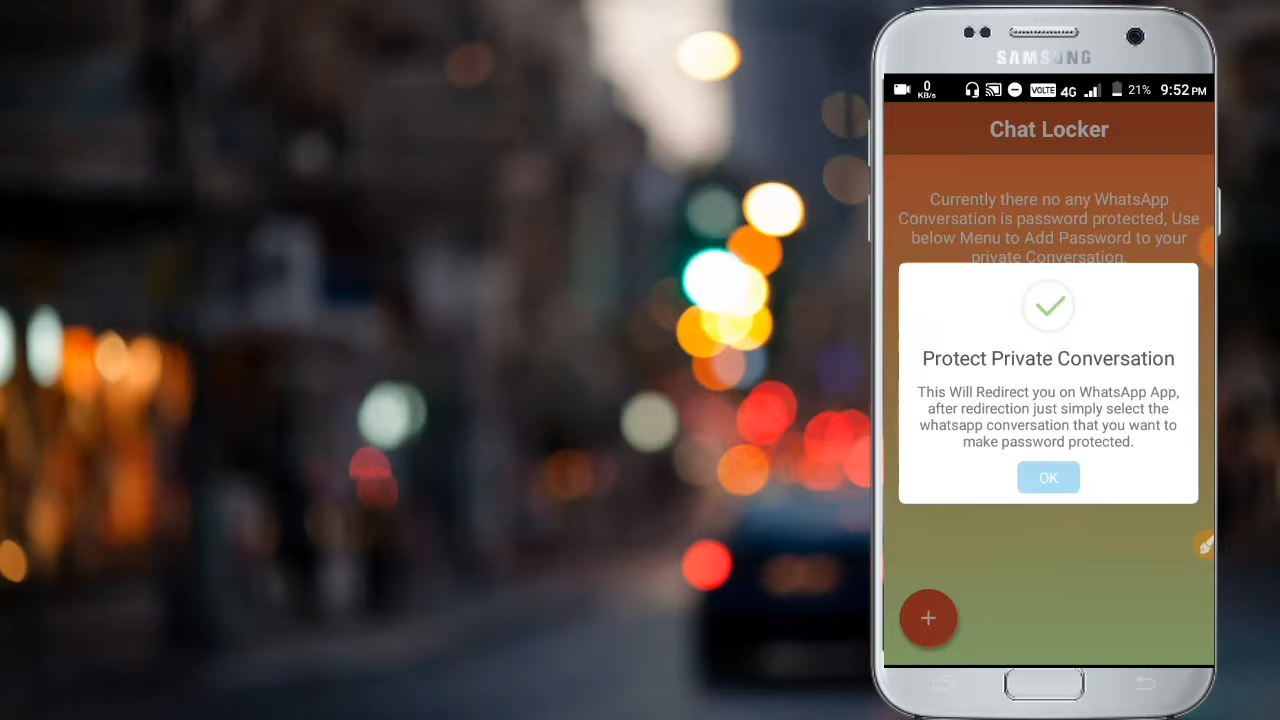 SAMSUNG
0
KB/s
VOLTE 4G 21% 9:52 PM
Chat Locker
Currently there no any WhatsApp
Conversation is password protected, Use
below Menu to Add Password to your
private Conversation.
Protect Private Conversation
This Will Redirect you on WhatsApp App,
after redirection just simply select the
whatsapp conversation that you want to
make password protected.
OK
+